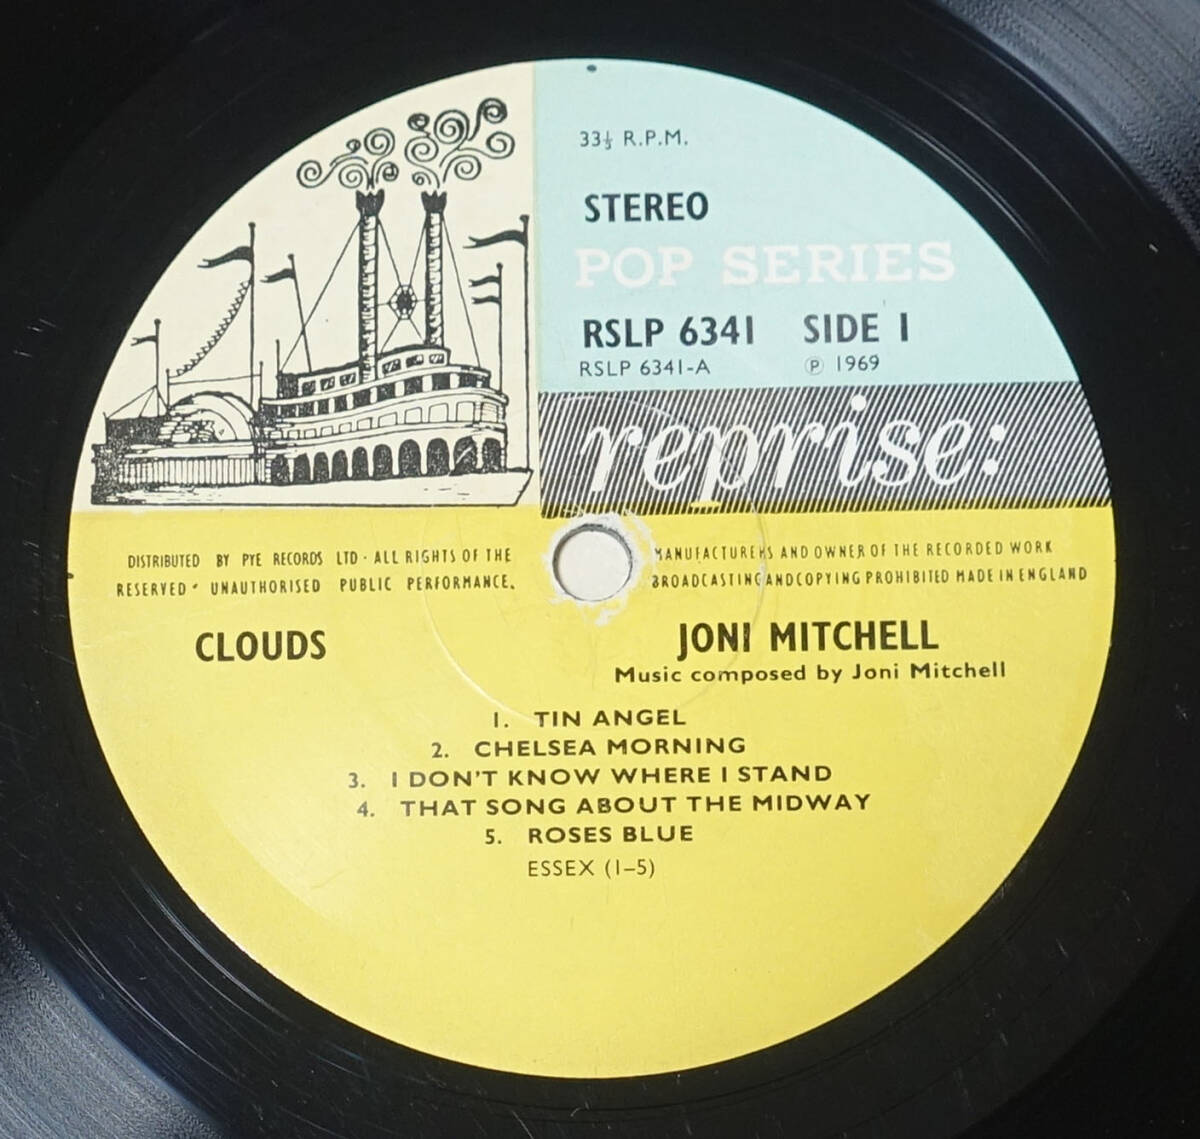 33⅓ R.P.M.
STEREO
POP SERIES
RSLP 6341 SIDE 1
RSLP 6341-A ℗ 1969
reprise:
DISTRIBUTED BY PYE RECORDS LTD · ALL RIGHTS OF THE MANUFACTURERS AND OWNER OF THE RECORDED WORK
RESERVED · UNAUTHORISED PUBLIC PERFORMANCE. BROADCASTING AND COPYING PROHIBITED MADE IN ENGLAND
CLOUDS JONI MITCHELL
Music composed by Joni Mitchell
1. TIN ANGEL
2. CHELSEA MORNING
3. I DON'T KNOW WHERE I STAND
4. THAT SONG ABOUT THE MIDWAY
5. ROSES BLUE
ESSEX (1–5)